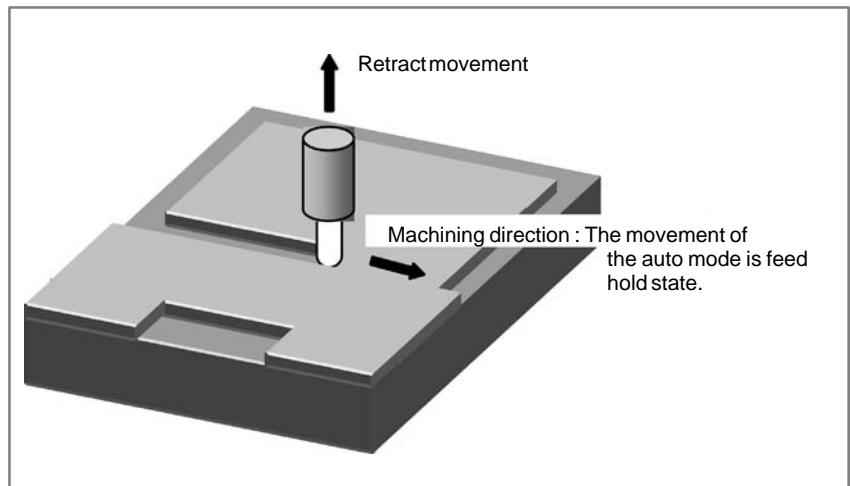 Retract movement
Machining direction : The movement of
the auto mode is feed
hold state.